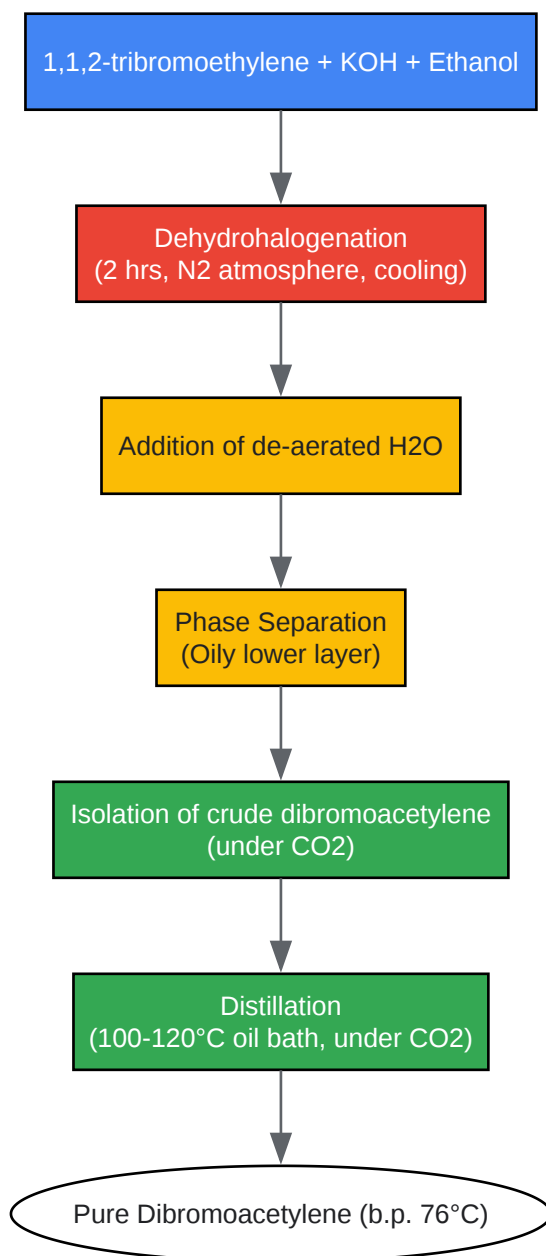 1,1,2-tribromoethylene + KOH + Ethanol
Dehydrohalogenation
(2 hrs, N2 atmosphere, cooling)
Addition of de-aerated H2O
Phase Separation
(Oily lower layer)
Isolation of crude dibromoacetylene
(under CO2)
Distillation
(100-120°C oil bath, under CO2)
Pure Dibromoacetylene (b.p. 76°C)